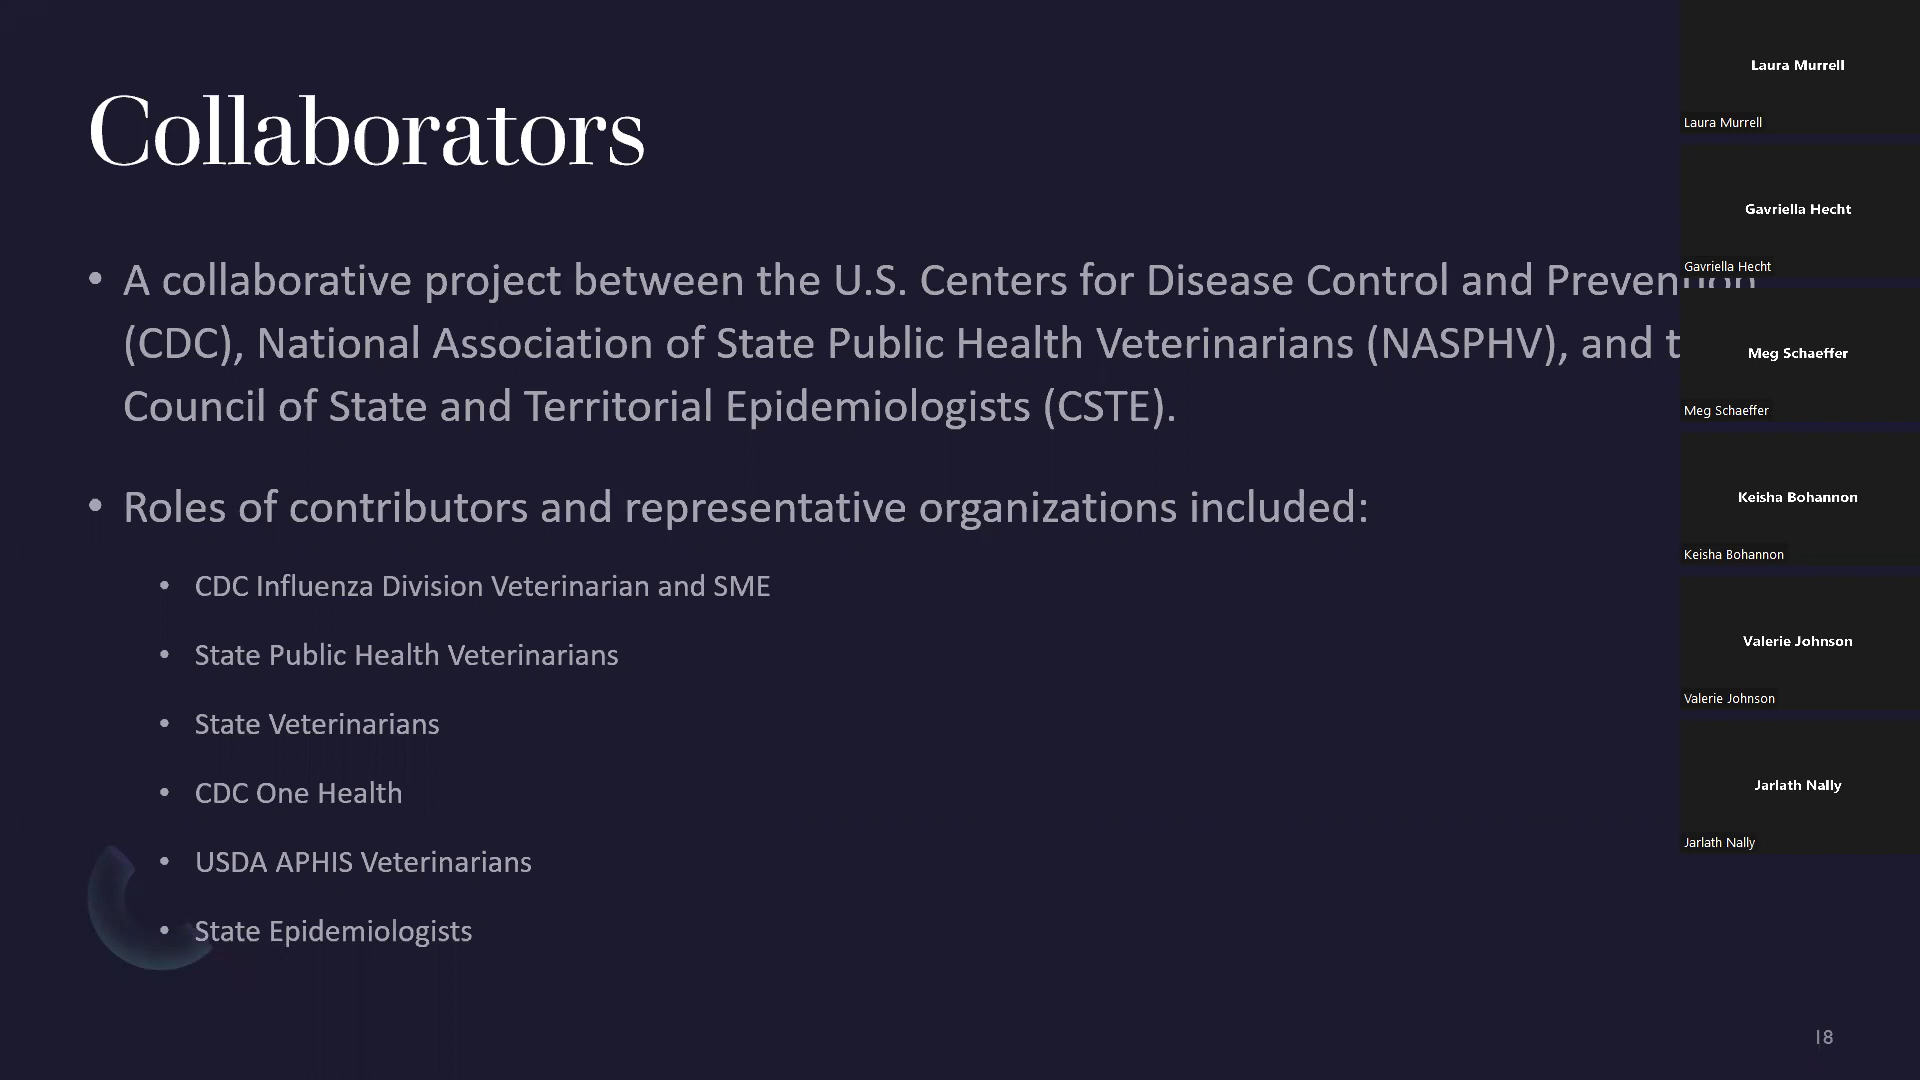 Collaborators
• A collaborative project between the U.S. Centers for Disease Control and Prevention
(CDC), National Association of State Public Health Veterinarians (NASPHV), and t
Council of State and Territorial Epidemiologists (CSTE).
• Roles of contributors and representative organizations included:
• CDC Influenza Division Veterinarian and SME
• State Public Health Veterinarians
• State Veterinarians
• CDC One Health
• USDA APHIS Veterinarians
• State Epidemiologists
18
Laura Murrell
Laura Murrell
Gavriella Hecht
Gavriella Hecht
Meg Schaeffer
Meg Schaeffer
Keisha Bohannon
Keisha Bohannon
Valerie Johnson
Valerie Johnson
Jarlath Nally
Jarlath Nally